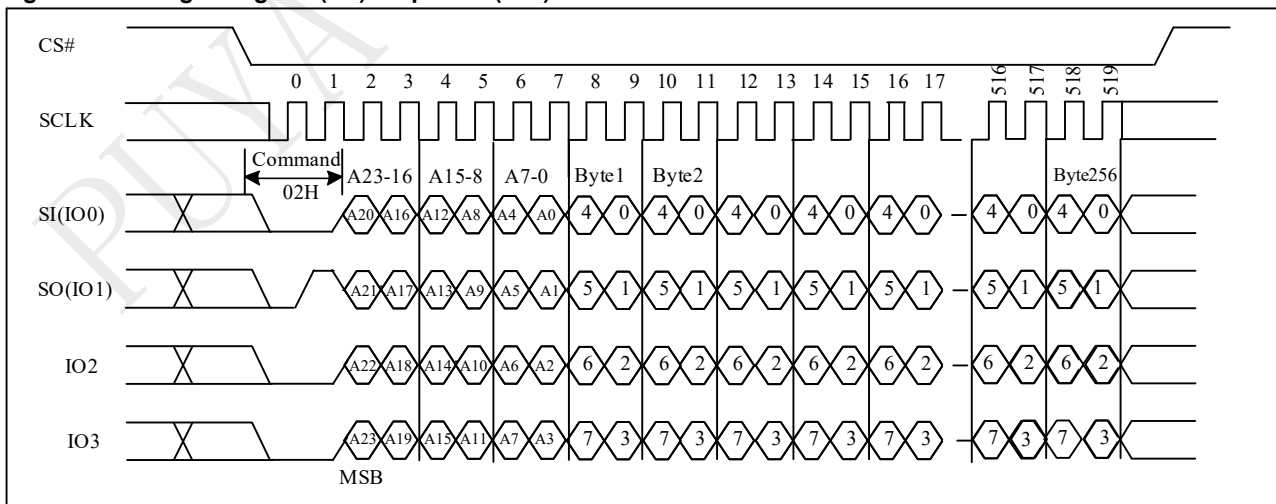 PUYA
CS#
0 1 2 3 4 5 6 7 8 9 10 11 12 13 14 15 16 17 516 517 518 519
SCLK
Command
02H
A23-16 A15-8 A7-0 Byte1 Byte2 Byte256
SI(IO0) A20 A16 A12 A8 A4 A0 4 0 4 0 4 0 4 0 4 0 – 4 0 4 0
SO(IO1) A21 A17 A13 A9 A5 A1 5 1 5 1 5 1 5 1 5 1 – 5 1 5 1
IO2 A22 A18 A14 A10 A6 A2 6 2 6 2 6 2 6 2 6 2 – 6 2 6 2
IO3 A23 A19 A15 A11 A7 A3 7 3 7 3 7 3 7 3 7 3 – 7 3 7 3
MSB